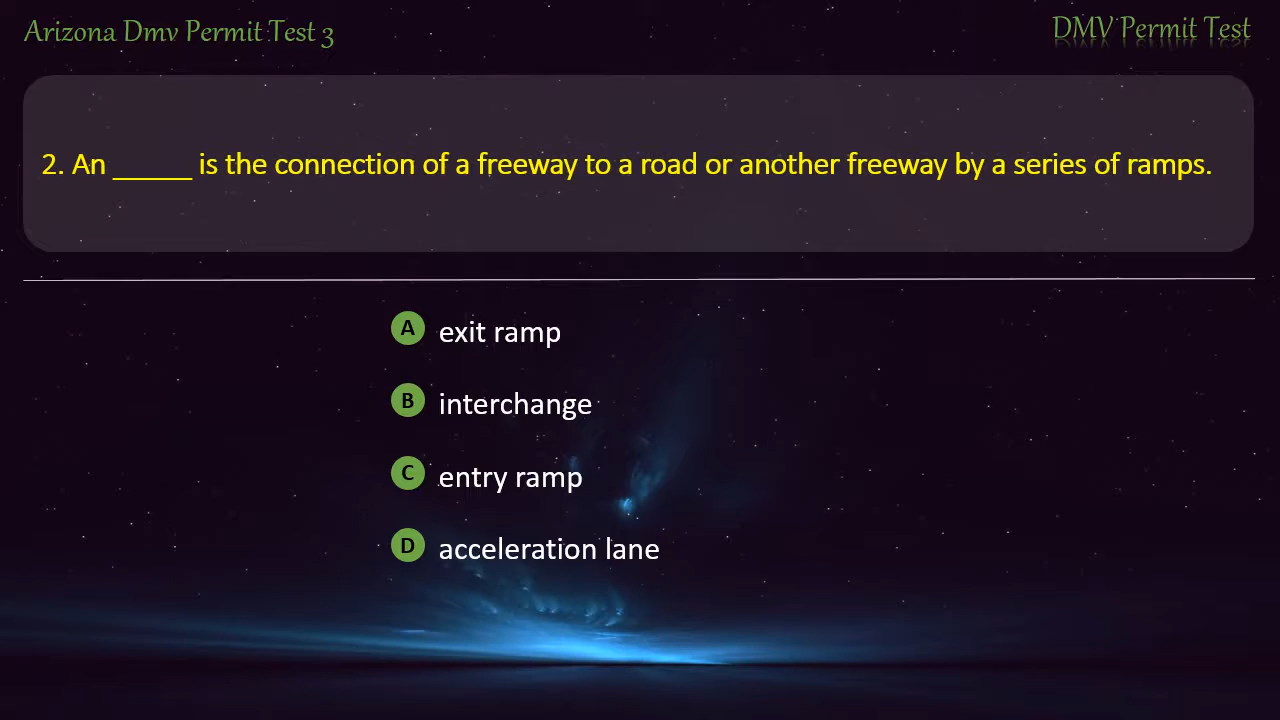 Arizona Dmv Permit Test 3
DMV Permit Test
2. An _____ is the connection of a freeway to a road or another freeway by a series of ramps.
A exit ramp
B interchange
C entry ramp
D acceleration lane